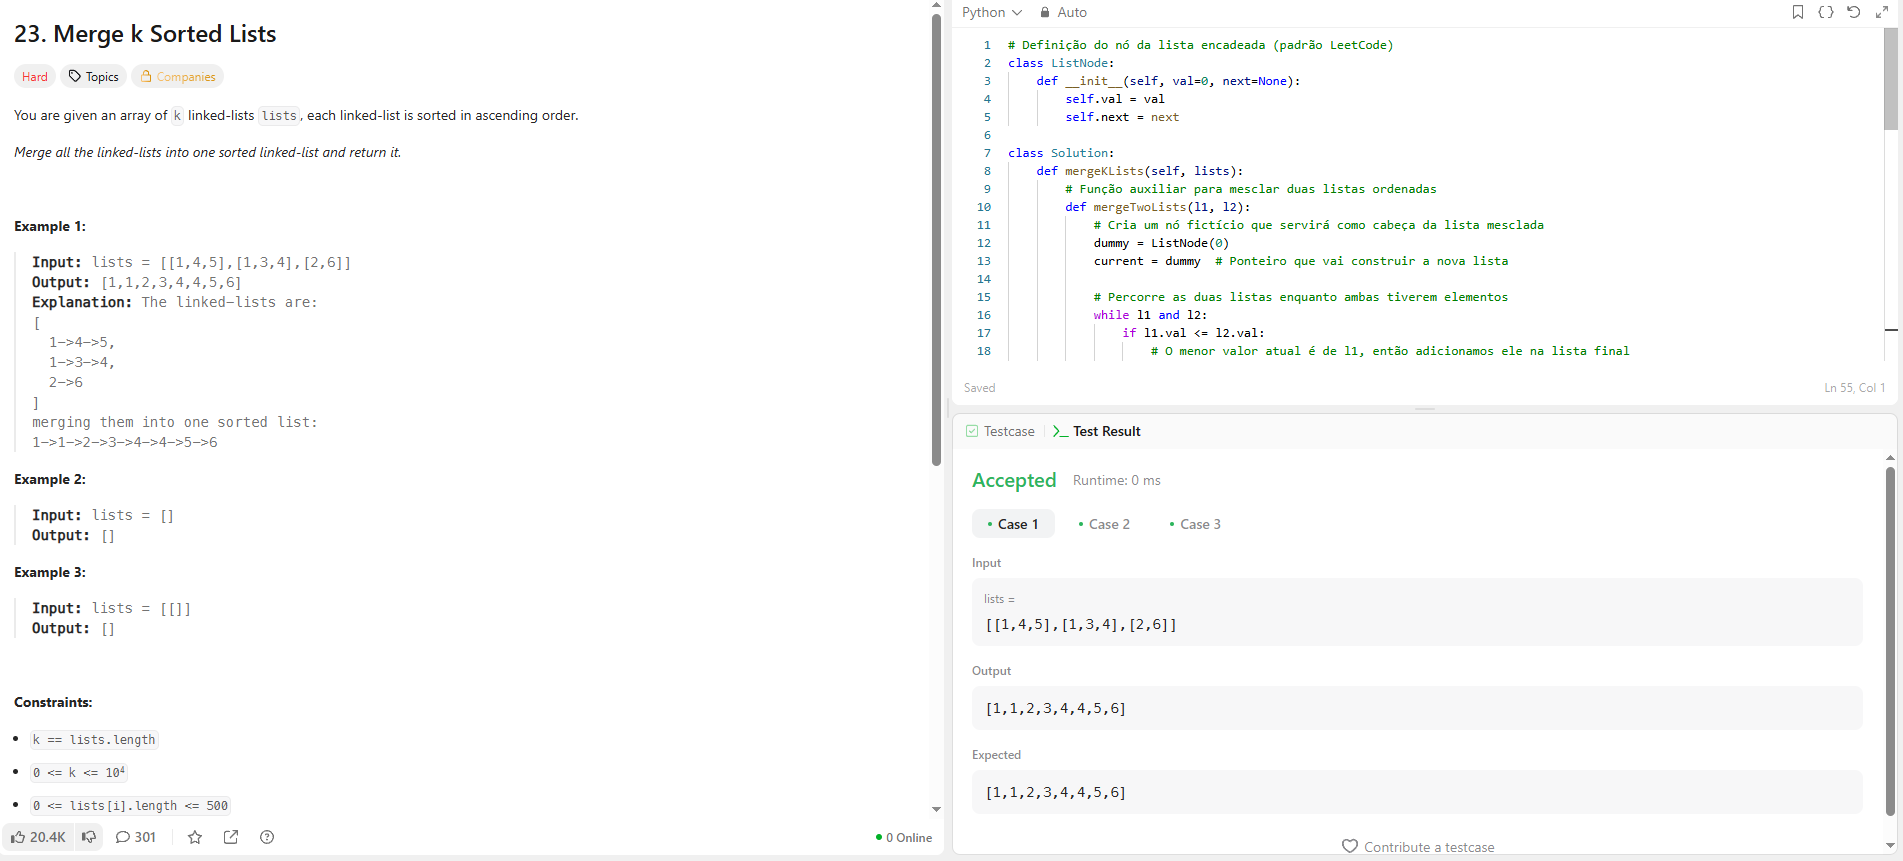 23. Merge k Sorted Lists
Hard Topics Companies
You are given an array of k linked-lists lists, each linked-list is sorted in ascending order.
Merge all the linked-lists into one sorted linked-list and return it.
Example 1:
Input: lists = [[1,4,5],[1,3,4],[2,6]]
Output: [1,1,2,3,4,4,5,6]
Explanation: The linked-lists are:
[
  1->4->5,
  1->3->4,
  2->6
]
merging them into one sorted list:
1->1->2->3->4->4->5->6
Example 2:
Input: lists = []
Output: []
Example 3:
Input: lists = [[]]
Output: []
Constraints:
k == lists.length
0 <= k <= 10⁴
0 <= lists[i].length <= 500
20.4K 301 0 Online
Python Auto
1 # Definição do nó da lista encadeada (padrão LeetCode)
2 class ListNode:
3     def __init__(self, val=0, next=None):
4         self.val = val
5         self.next = next
6
7 class Solution:
8     def mergeKLists(self, lists):
9         # Função auxiliar para mesclar duas listas ordenadas
10         def mergeTwoLists(l1, l2):
11             # Cria um nó fictício que servirá como cabeça da lista mesclada
12             dummy = ListNode(0)
13             current = dummy  # Ponteiro que vai construir a nova lista
14
15             # Percorre as duas listas enquanto ambas tiverem elementos
16             while l1 and l2:
17                 if l1.val <= l2.val:
18                     # O menor valor atual é de l1, então adicionamos ele na lista final
Saved Ln 55, Col 1
Testcase Test Result
Accepted Runtime: 0 ms
Case 1 Case 2 Case 3
Input
lists =
[[1,4,5],[1,3,4],[2,6]]
Output
[1,1,2,3,4,4,5,6]
Expected
[1,1,2,3,4,4,5,6]
Contribute a testcase